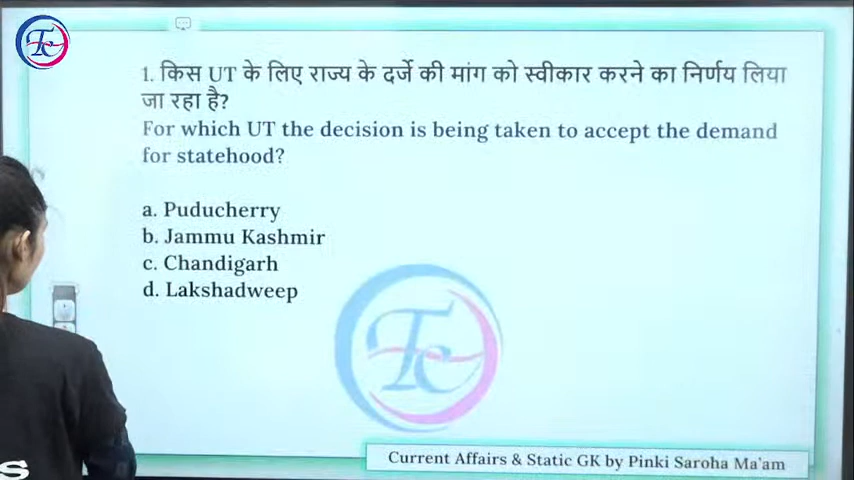 1. किस UT के लिए राज्य के दर्जे की मांग को स्वीकार करने का निर्णय लिया
जा रहा है?
For which UT the decision is being taken to accept the demand
for statehood?
a. Puducherry
b. Jammu Kashmir
c. Chandigarh
d. Lakshadweep
Current Affairs & Static GK by Pinki Saroha Ma'am